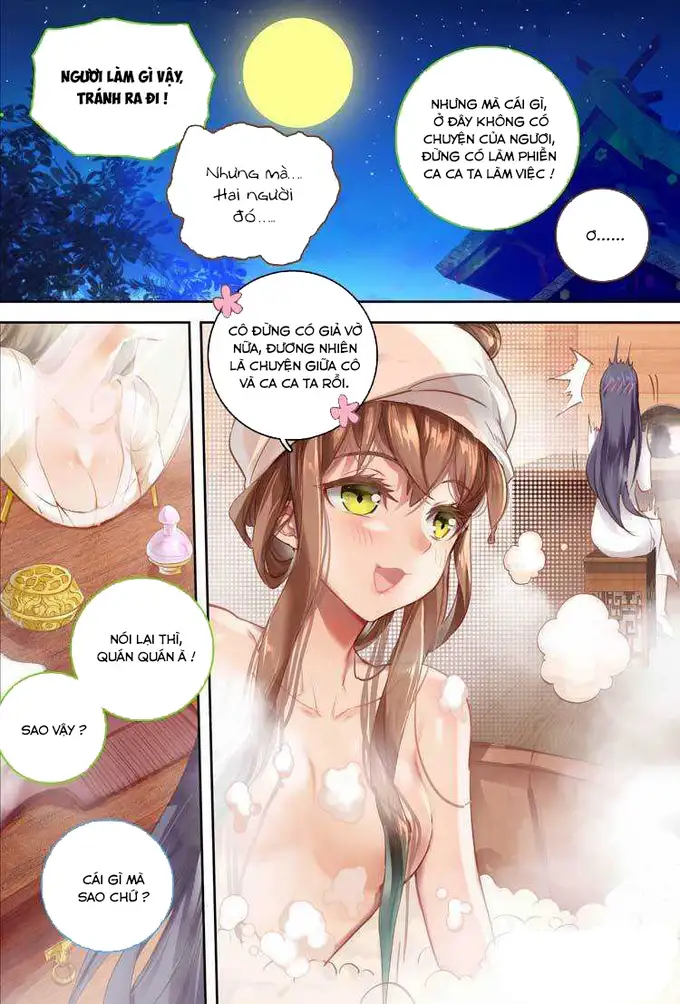 NGƯƠI LÀM GÌ VẬY,
TRÁNH RA ĐI !
NHƯNG MÀ CÁI GÌ,
Ở ĐÂY KHÔNG CÓ
CHUYỆN CỦA NGƯƠI,
ĐỪNG CÓ LÀM PHIỀN
CA CA TA LÀM VIỆC !
Nhưng mà...
Hai người
đó.....
Ơ......
CÔ ĐỪNG CÓ GIẢ VỜ
NỮA, ĐƯƠNG NHIÊN
LÀ CHUYỆN GIỮA CÔ
VÀ CA CA TA RỒI.
NÓI LẠI THÌ,
QUÁN QUÁN À !
SAO VẬY ?
CÁI GÌ MÀ
SAO CHỨ ?